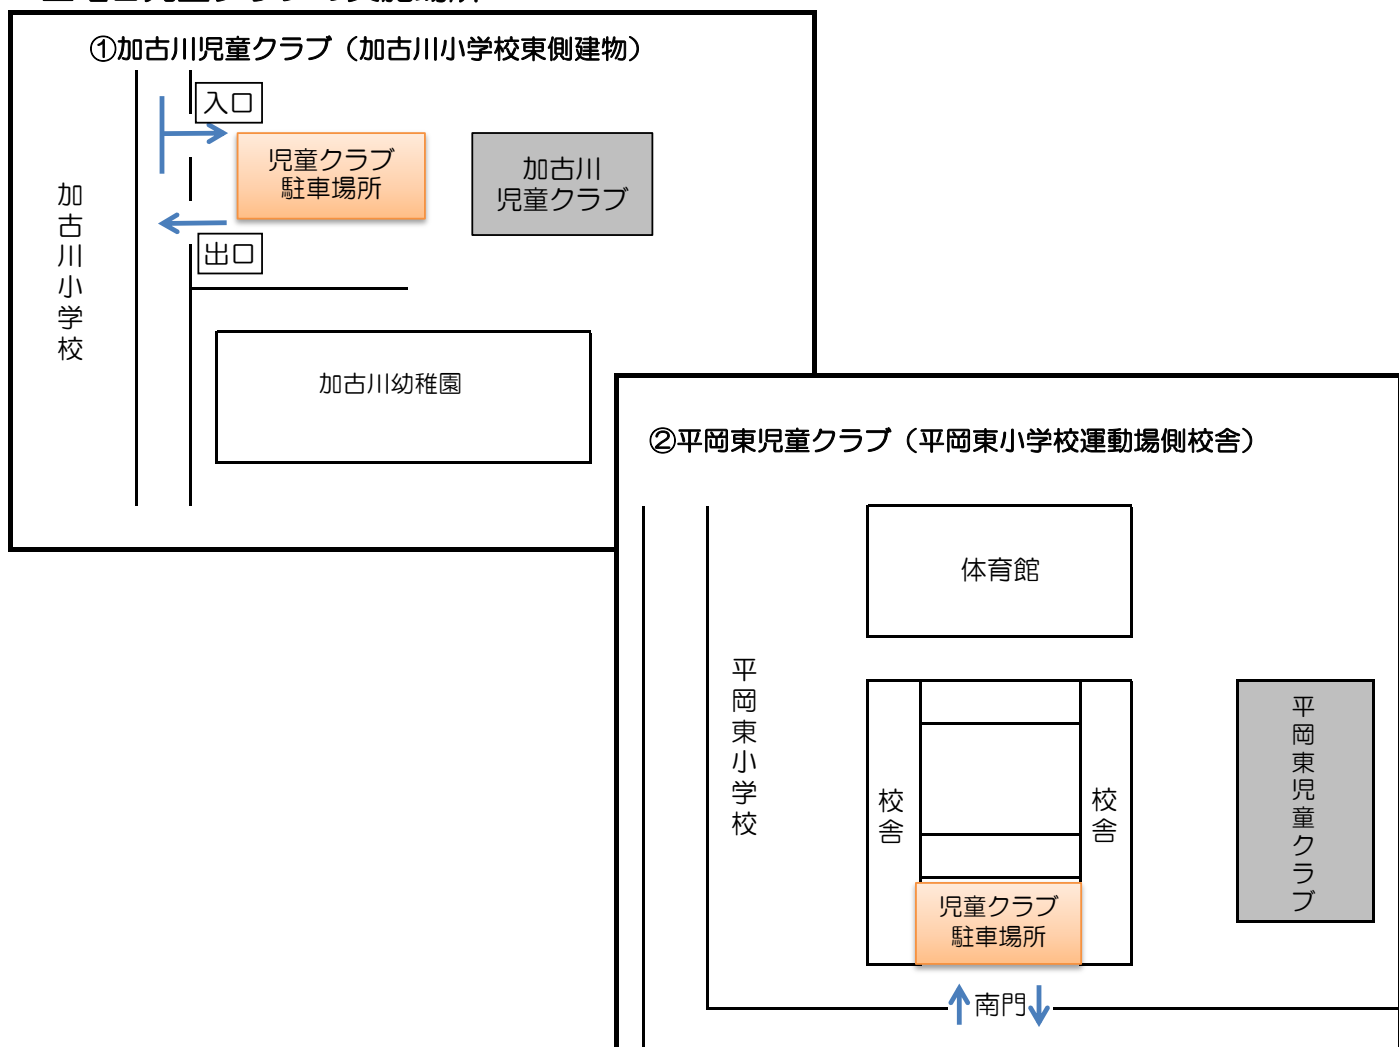 ①加古川児童クラブ（加古川小学校東側建物）
入口
児童クラブ
駐車場所
加古川
児童クラブ
加古川小学校
出口
加古川幼稚園
②平岡東児童クラブ（平岡東小学校運動場側校舎）
体育館
平岡東小学校
校舎
校舎
平岡東児童クラブ
児童クラブ
駐車場所
南門